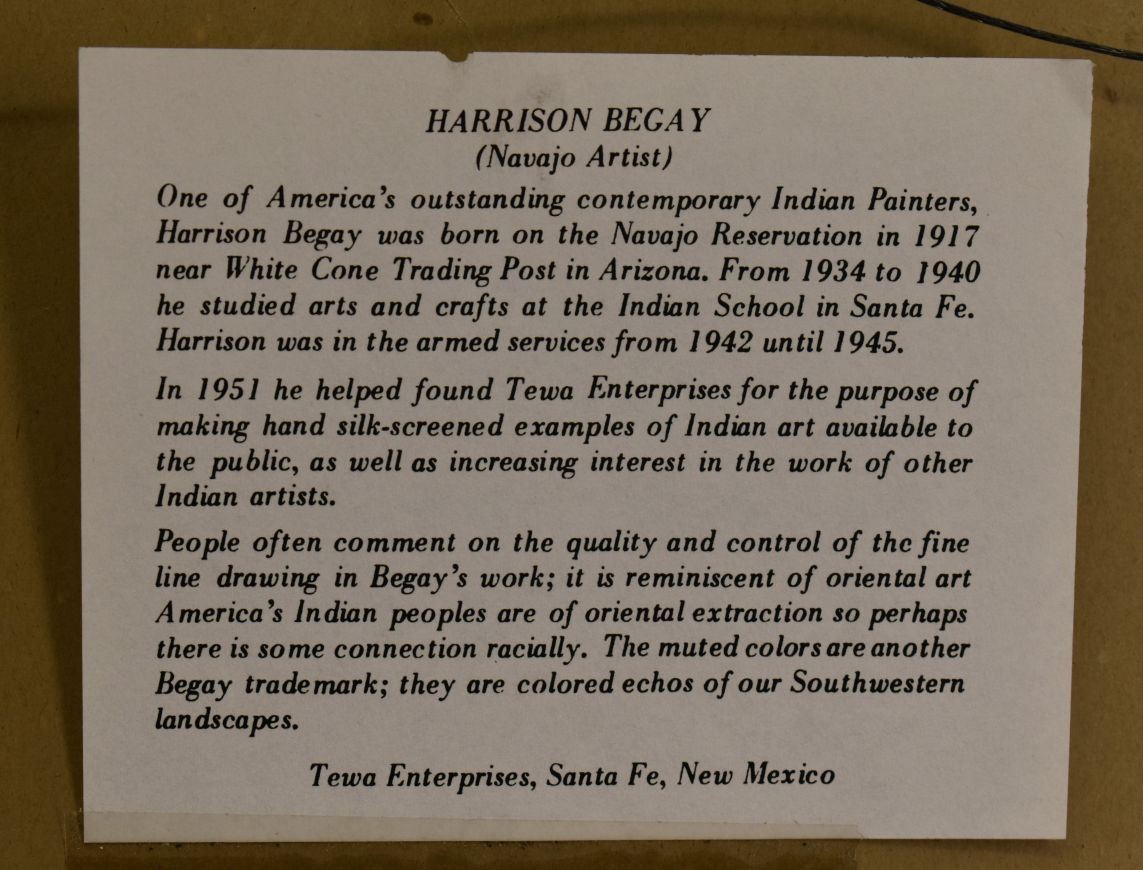 HARRISON BEGAY
(Navajo Artist)
One of America's outstanding contemporary Indian Painters,
Harrison Begay was born on the Navajo Reservation in 1917
near White Cone Trading Post in Arizona. From 1934 to 1940
he studied arts and crafts at the Indian School in Santa Fe.
Harrison was in the armed services from 1942 until 1945.
In 1951 he helped found Tewa Enterprises for the purpose of
making hand silk-screened examples of Indian art available to
the public, as well as increasing interest in the work of other
Indian artists.
People often comment on the quality and control of the fine
line drawing in Begay's work; it is reminiscent of oriental art
America's Indian peoples are of oriental extraction so perhaps
there is some connection racially. The muted colors are another
Begay trademark; they are colored echos of our Southwestern
landscapes.
Tewa Enterprises, Santa Fe, New Mexico